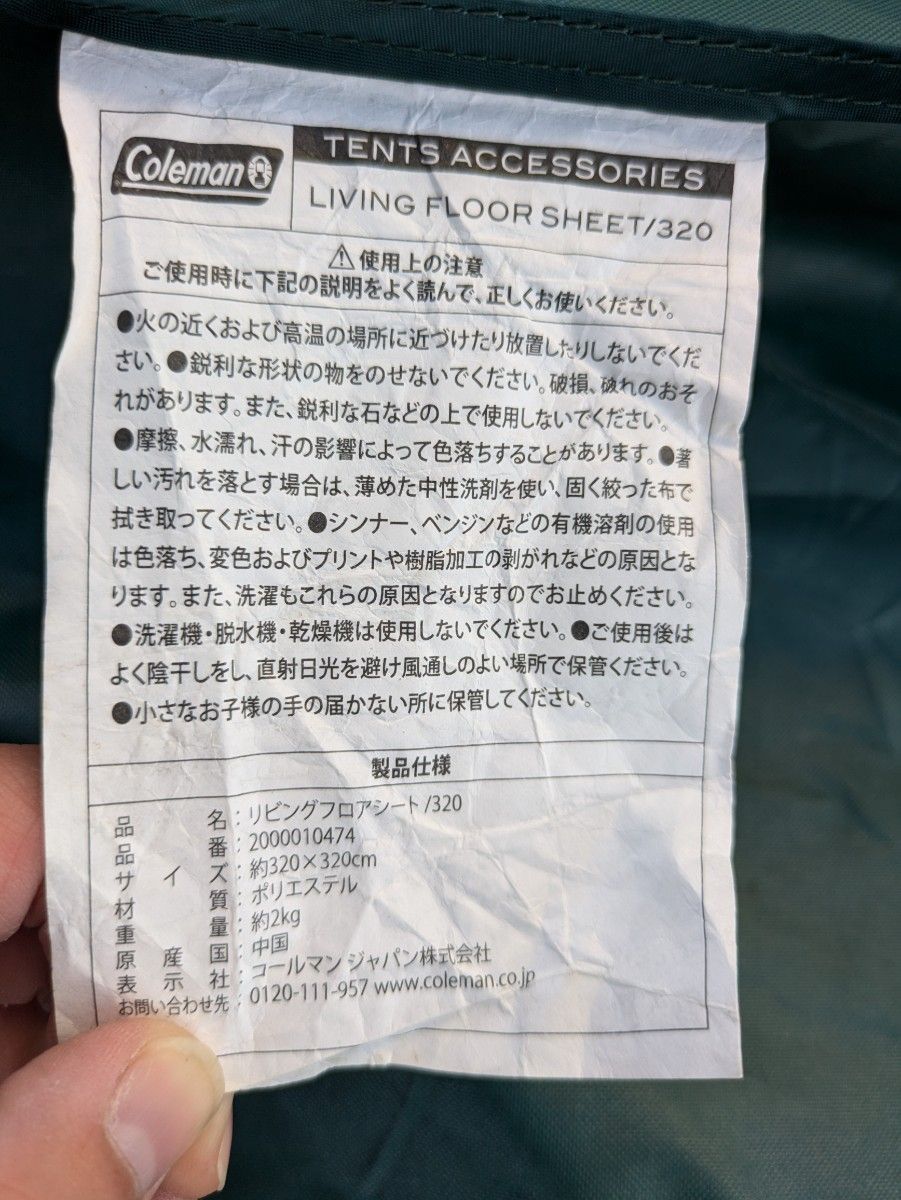 Coleman
TENTS ACCESSORIES
LIVING FLOOR SHEET/320
⚠使用上の注意
ご使用時に下記の説明をよく読んで、正しくお使いください。
●火の近くおよび高温の場所に近づけたり放置したりしないでくだ
さい。●鋭利な形状の物をのせないでください。破損、破れのおそ
れがあります。また、鋭利な石などの上で使用しないでください。
●摩擦、水濡れ、汗の影響によって色落ちすることがあります。●著
しい汚れを落とす場合は、薄めた中性洗剤を使い、固く絞った布で
拭き取ってください。●シンナー、ベンジンなどの有機溶剤の使用
は色落ち、変色およびプリントや樹脂加工の剥がれなどの原因とな
ります。また、洗濯もこれらの原因となりますのでお止めください。
●洗濯機・脱水機・乾燥機は使用しないでください。●ご使用後は
よく陰干しをし、直射日光を避け風通しのよい場所で保管ください。
●小さなお子様の手の届かない所に保管してください。
製品仕様
品名:リビングフロアシート/320
品番:2000010474
サイズ:約320×320cm
材質:ポリエステル
重量:約2kg
原産国:中国
表示社:コールマン ジャパン株式会社
お問い合わせ先:0120-111-957 www.coleman.co.jp